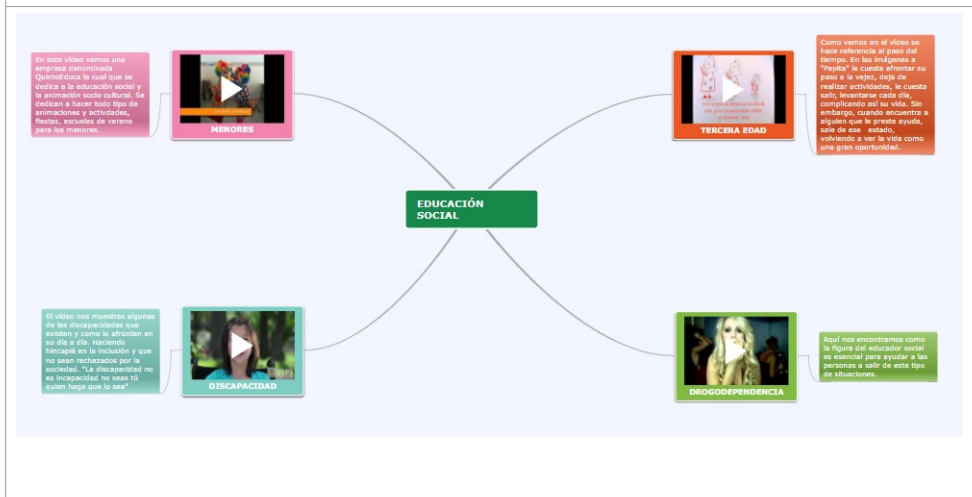 En este vídeo vemos una
empresa denominada
QuintoEduca la cual que se
dedica a la educación social y
la animación socio cultural. Se
dedican a hacer todo tipo de
animaciones y actividades,
fiestas, escuelas de verano
para los menores.
MENORES
TERCERA EDAD
Como vemos en el vídeo se
hace referencia al paso del
tiempo. En las imágenes a
"Pepita" le cuesta afrontar su
paso a la vejez, deja de
realizar actividades, le cuesta
salir, levantarse cada día,
complicando así su vida. Sin
embargo, cuando encuentra a
alguien que le preste ayuda,
sale de ese estado,
volviendo a ver la vida como
una gran oportunidad.
EDUCACIÓN
SOCIAL
El vídeo nos muestras algunas
de las discapacidades que
existen y como lo afrontan en
su día a día. Haciendo
hincapié en la inclusión y que
no sean rechazados por la
sociedad. "La discapacidad no
es incapacidad no seas tú
quien haga que lo sea"
DISCAPACIDAD
DROGODEPENDENCIA
Aquí nos encontramos como
la figura del educador social
es esencial para ayudar a las
personas a salir de este tipo
de situaciones.